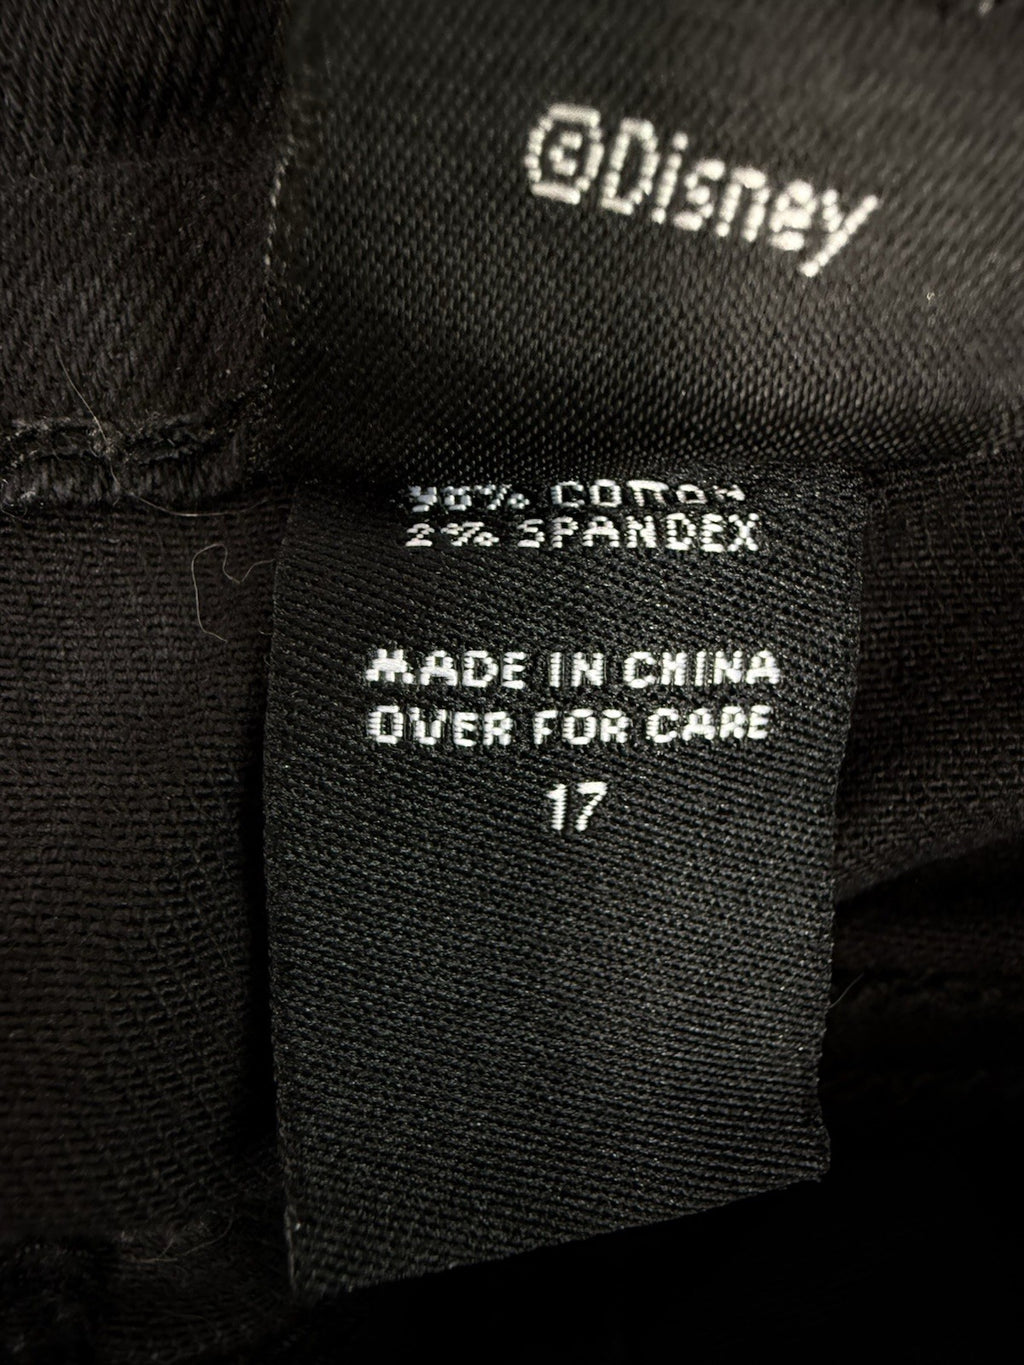 ©Disney
98% COTTON
2% SPANDEX
MADE IN CHINA
OVER FOR CARE
17